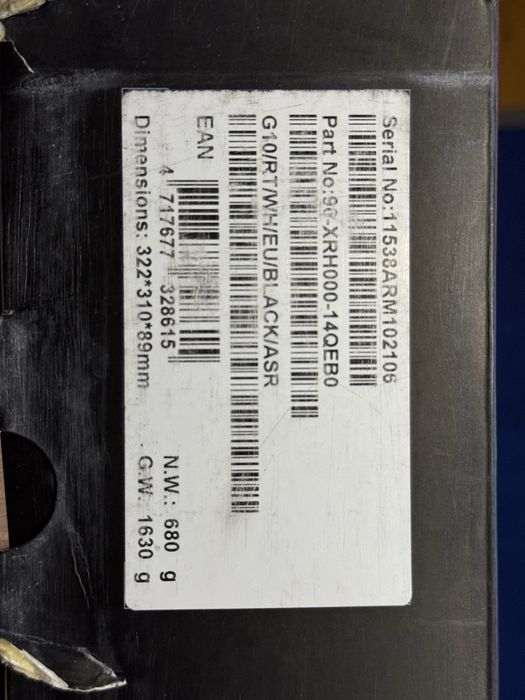 Serial No:11538ARM102106
Part No:90-XRH000-14QEB0
G10/RT/WH/EU/BLACK/ASR
EAN
4 717677 328615
N.W.: 680 g
Dimensions: 322*310*89mm G.W.: 1630 g